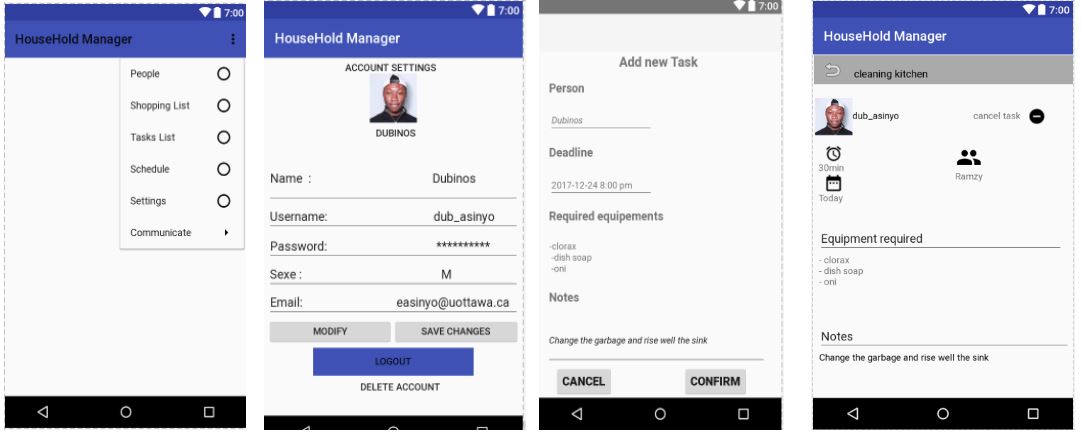 7:00
HouseHold Manager
People
Shopping List
Tasks List
Schedule
Settings
Communicate
7:00
HouseHold Manager
ACCOUNT SETTINGS
DUBINOS
Name : Dubinos
Username: dub_asinyo
Password: **********
Sexe : M
Email: easinyo@uottawa.ca
MODIFY SAVE CHANGES
LOGOUT
DELETE ACCOUNT
7:00
Add new Task
Person
Dubinos
Deadline
2017-12-24 8:00 pm
Required equipements
-clorax
-dish soap
-oni
Notes
Change the garbage and rise well the sink
CANCEL CONFIRM
7:00
HouseHold Manager
cleaning kitchen
dub_asinyo cancel task
30min
Ramzy
Today
Equipment required
- clorax
- dish soap
- oni
Notes
Change the garbage and rise well the sink